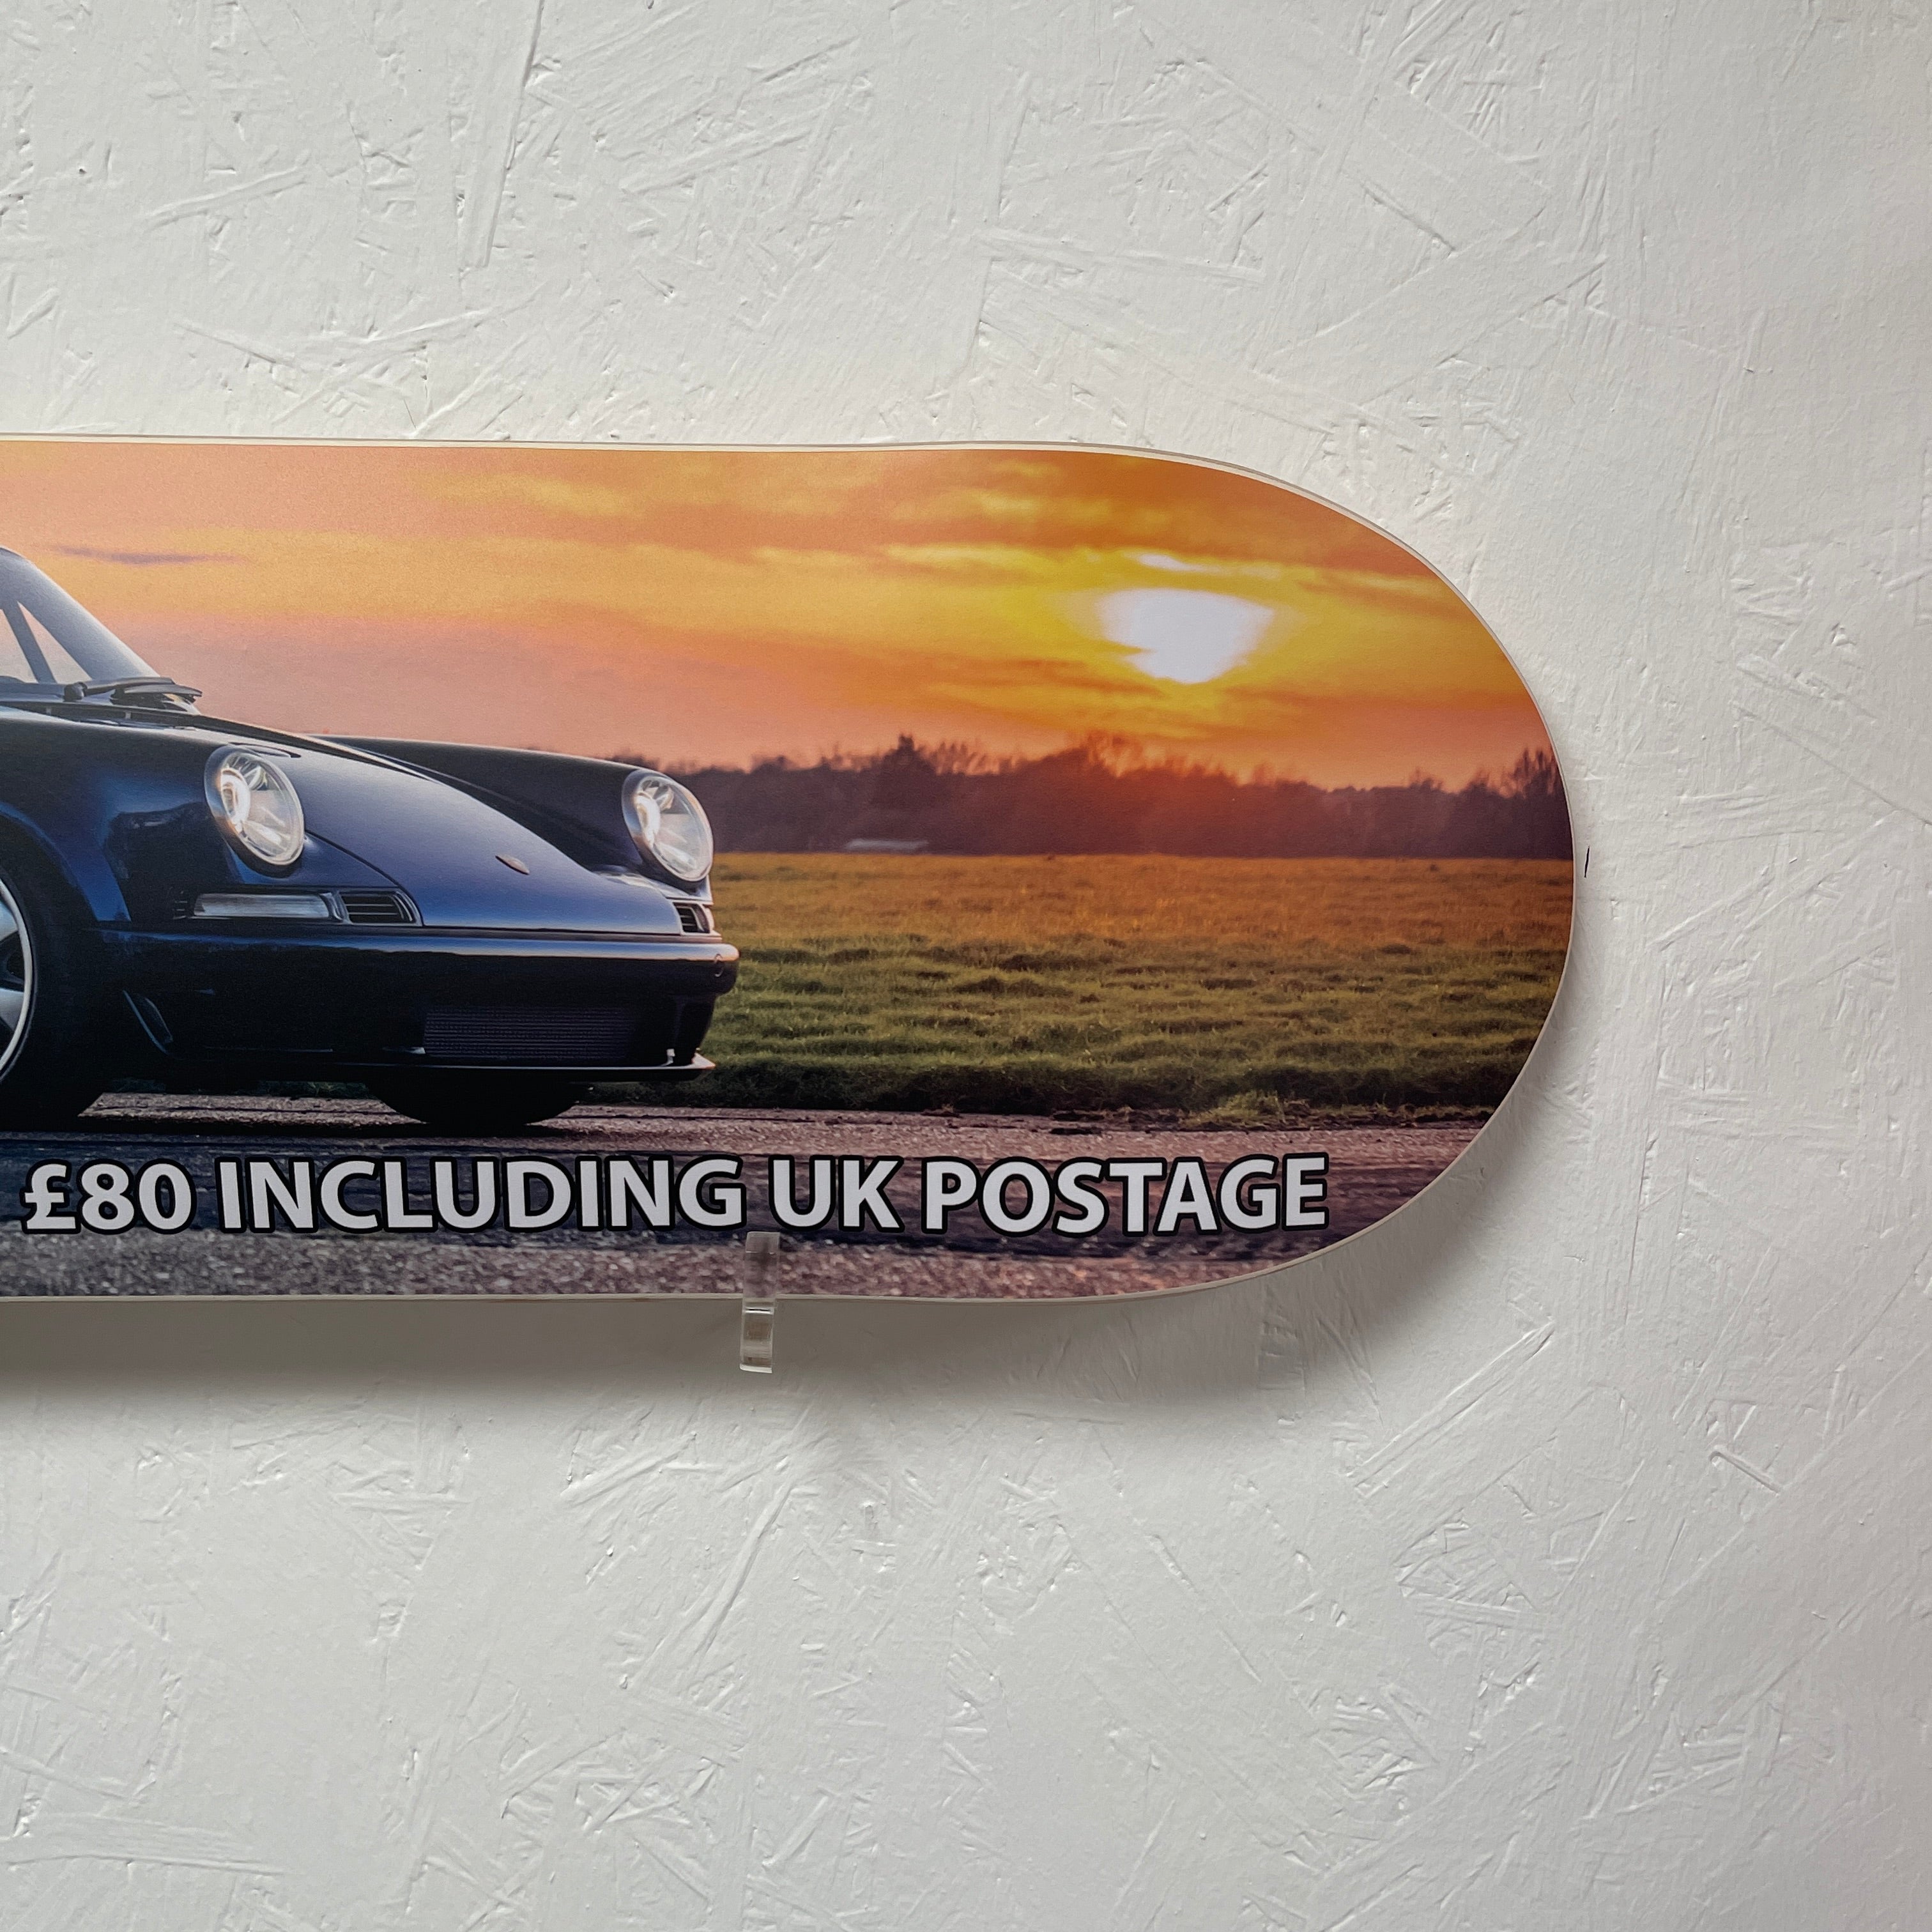 £80 INCLUDING UK POSTAGE